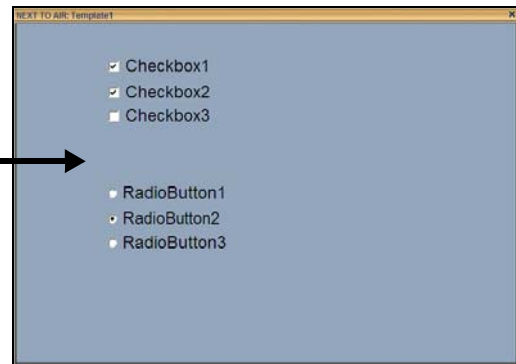 NEXT TO AIR: Template1
Checkbox1
Checkbox2
Checkbox3
RadioButton1
RadioButton2
RadioButton3